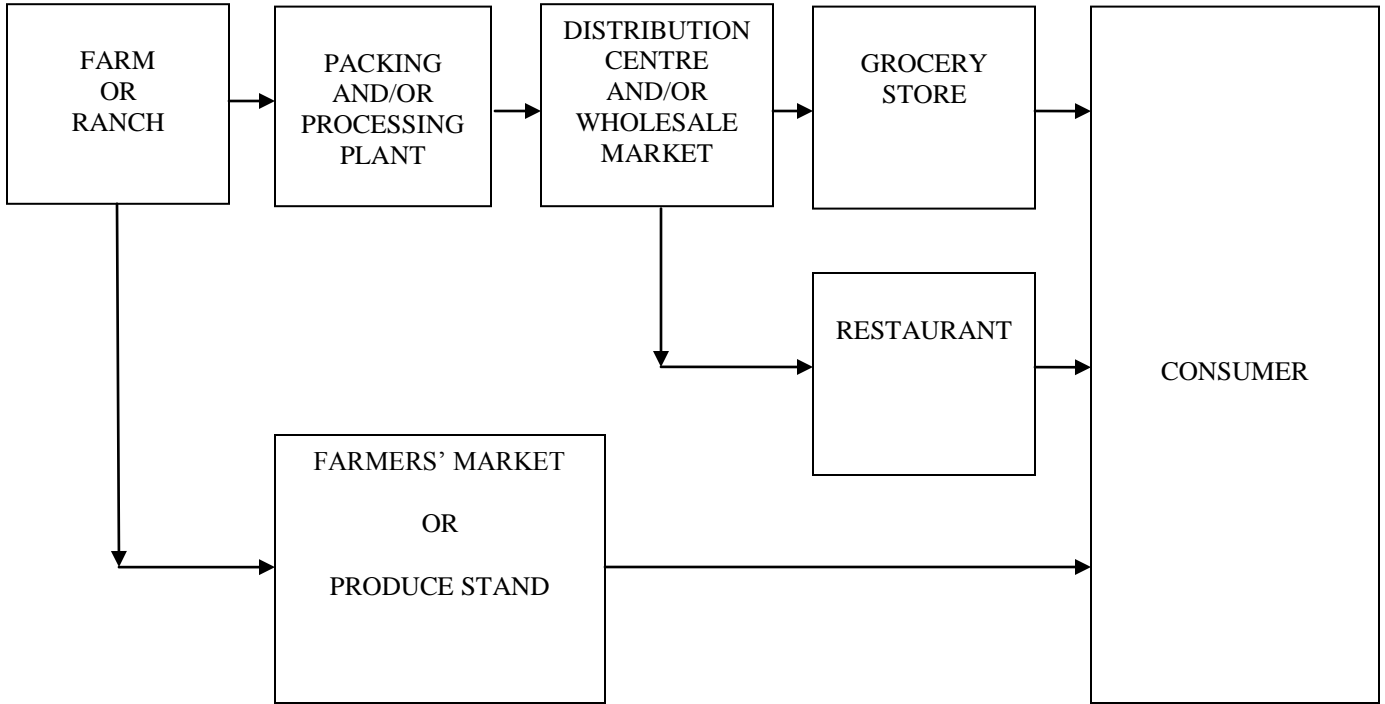 FARM
OR
RANCH
PACKING
AND/OR
PROCESSING
PLANT
DISTRIBUTION
CENTRE
AND/OR
WHOLESALE
MARKET
GROCERY
STORE
RESTAURANT
CONSUMER
FARMERS’ MARKET
OR
PRODUCE STAND